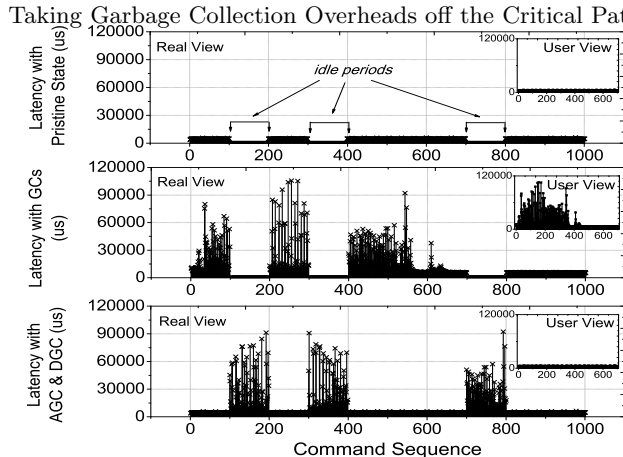 Taking Garbage Collection Overheads off the Critical Pat
Latency with
Pristine State (us)
120000
90000
60000
30000
0
Real View
idle periods
120000
User View
0
0 200 400 600
0 200 400 600 800 1000
Latency with GCs
(us)
120000
90000
60000
30000
0
Real View
120000
User View
0
0 200 400 600
0 200 400 600 800 1000
Latency with
AGC & DGC (us)
120000
90000
60000
30000
0
Real View
120000
User View
0
0 200 400 600
0 200 400 600 800 1000
Command Sequence